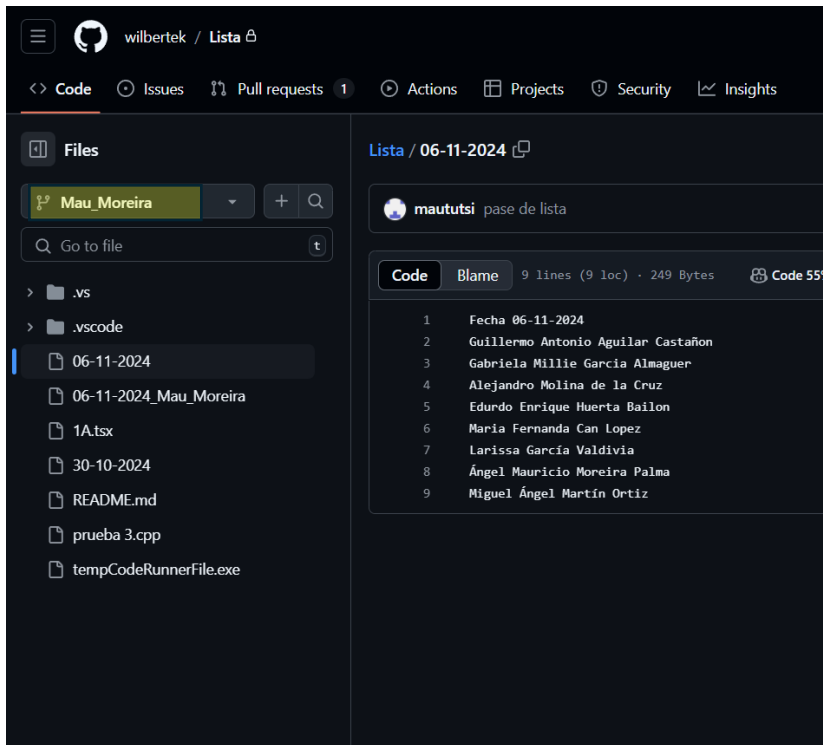 wilbertek / Lista
Code Issues Pull requests 1 Actions Projects Security Insights
Files
Mau_Moreira
Go to file t
.vs
.vscode
06-11-2024
06-11-2024_Mau_Moreira
1A.tsx
30-10-2024
README.md
prueba 3.cpp
tempCodeRunnerFile.exe
Lista / 06-11-2024
maututsi pase de lista
Code Blame 9 lines (9 loc) · 249 Bytes Code 55%
1 Fecha 06-11-2024
2 Guillermo Antonio Aguilar Castañon
3 Gabriela Millie Garcia Almaguer
4 Alejandro Molina de la Cruz
5 Edurdo Enrique Huerta Bailon
6 Maria Fernanda Can Lopez
7 Larissa García Valdivia
8 Ángel Mauricio Moreira Palma
9 Miguel Ángel Martín Ortiz